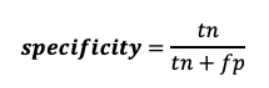 specificity = tn / (tn + fp)